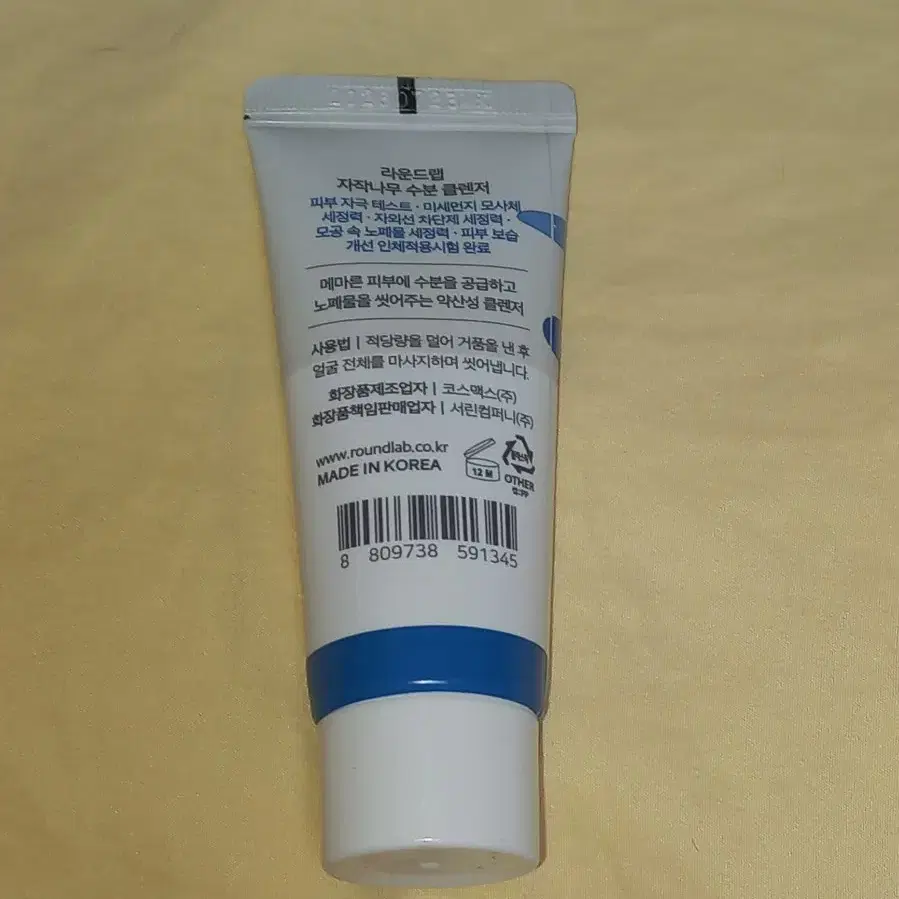 라운드랩
자작나무 수분 클렌저
피부 자극 테스트 · 미세먼지 모사체
세정력 · 자외선 차단제 세정력 ·
모공 속 노폐물 세정력 · 피부 보습
개선 인체적용시험 완료
메마른 피부에 수분을 공급하고
노폐물을 씻어주는 약산성 클렌저
사용법 | 적당량을 덜어 거품을 낸 후
얼굴 전체를 마사지하며 씻어냅니다.
화장품제조업자 | 코스맥스(주)
화장품책임판매업자 | 서린컴퍼니(주)
www.roundlab.co.kr
MADE IN KOREA
12 M
OTHER
8 809738 591345